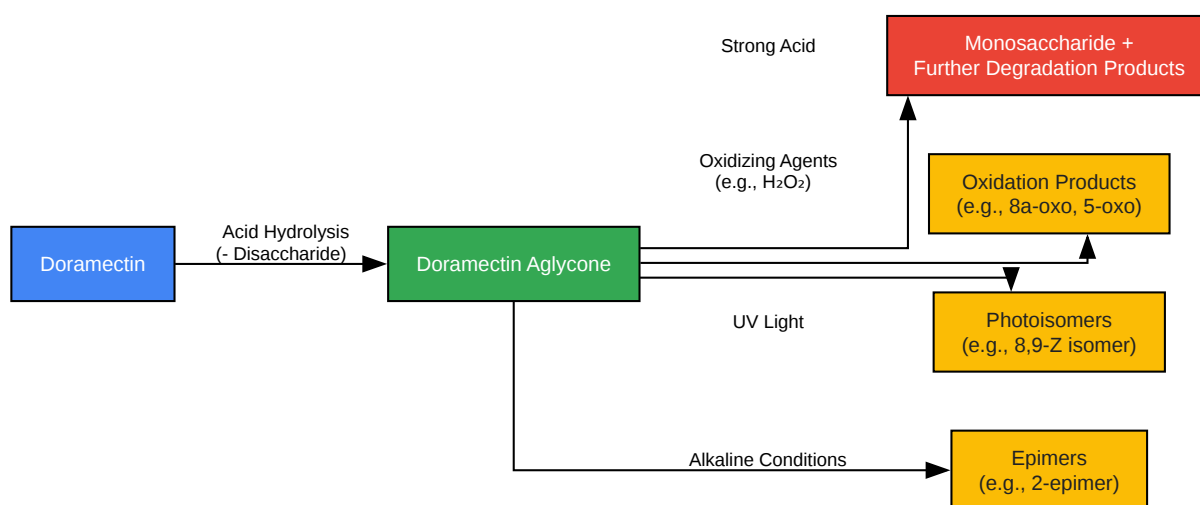 Strong Acid
Monosaccharide +
Further Degradation Products
Oxidizing Agents
(e.g., H₂O₂)
Oxidation Products
(e.g., 8a-oxo, 5-oxo)
Doramectin
Acid Hydrolysis
(- Disaccharide)
Doramectin Aglycone
UV Light
Photoisomers
(e.g., 8,9-Z isomer)
Alkaline Conditions
Epimers
(e.g., 2-epimer)